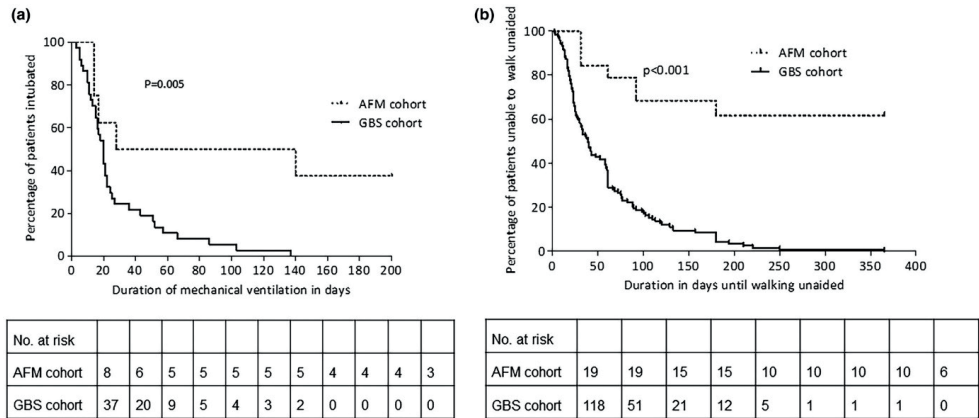 (a)
Percentage of patients intubated
100
80
60
40
20
0
P=0.005
AFM cohort
GBS cohort
0 20 40 60 80 100 120 140 160 180 200
Duration of mechanical ventilation in days
No. at risk
AFM cohort 8 6 5 5 5 5 5 4 4 4 3
GBS cohort 37 20 9 5 4 3 2 0 0 0 0
(b)
Percentage of patients unable to walk unaided
100
80
60
40
20
0
p<0.001
AFM cohort
GBS cohort
0 50 100 150 200 250 300 350 400
Duration in days until walking unaided
No. at risk
AFM cohort 19 19 15 15 10 10 10 10 6
GBS cohort 118 51 21 12 5 1 1 1 0